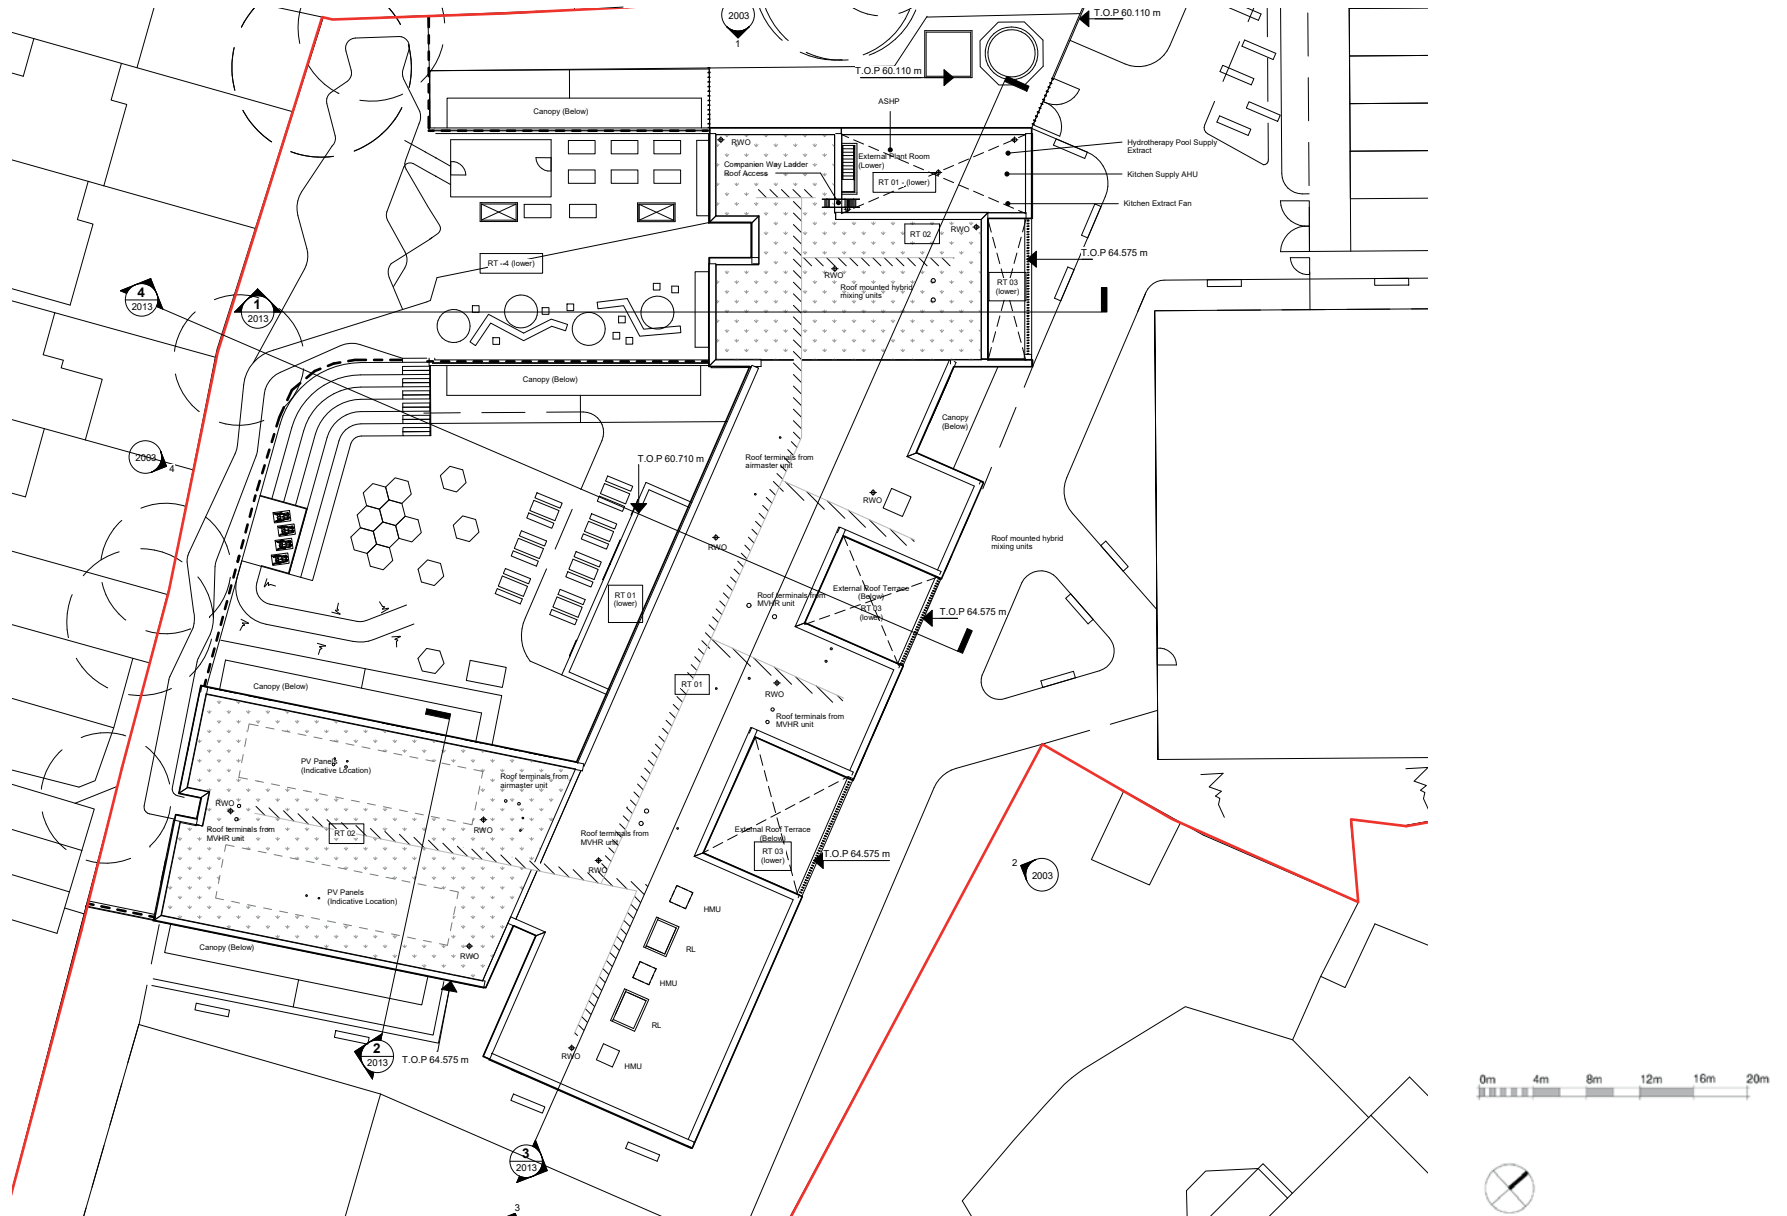 2003
1
T.O.P 60.110 m
T.O.P 60.110 m
ASHP
Canopy (Below)
RWO
Companion Way Ladder
Roof Access
External Plant Room
(Lower)
RT 01 - (lower)
Hydrotherapy Pool Supply
Extract
Kitchen Supply AHU
Kitchen Extract Fan
RT 02
RWO
T.O.P 64.575 m
RT -4 (lower)
RWO
RT 03
(lower)
Roof mounted hybrid
mixing units
4
2013
1
2013
Canopy (Below)
Canopy
(Below)
2003
4
T.O.P 60.710 m
Roof terminals from
airmaster unit
RWO
RWO
Roof mounted hybrid
mixing units
RT 01
(lower)
Roof terminals from
MVHR unit
External Roof Terrace
(Below)
RT 03
(lower)
T.O.P 64.575 m
Canopy (Below)
RT 01
RWO
Roof terminals from
MVHR unit
PV Panels
(Indicative Location)
Roof terminals from
airmaster unit
RWO
Roof terminals from
MVHR unit
RT 02
RWO
Roof terminals from
MVHR unit
RWO
External Roof Terrace
(Below)
RT 03
(lower)
T.O.P 64.575 m
2
2003
PV Panels
(Indicative Location)
HMU
RL
Canopy (Below)
RWO
HMU
RL
RWO
HMU
2
2013
T.O.P 64.575 m
3
2013
3
0m
4m
8m
12m
16m
20m